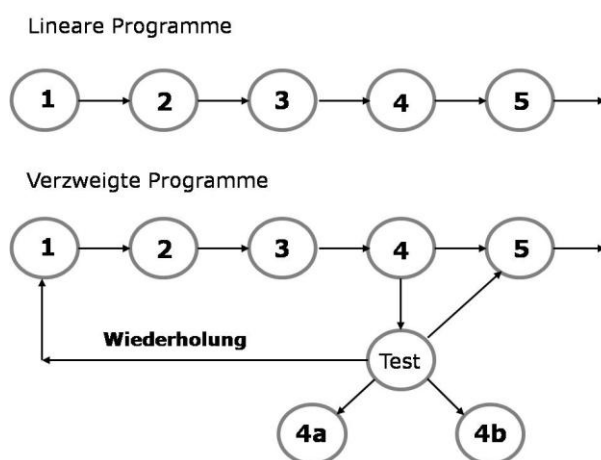 Lineare Programme
1 2 3 4 5
Verzweigte Programme
1 2 3 4 5
Wiederholung
Test
4a 4b